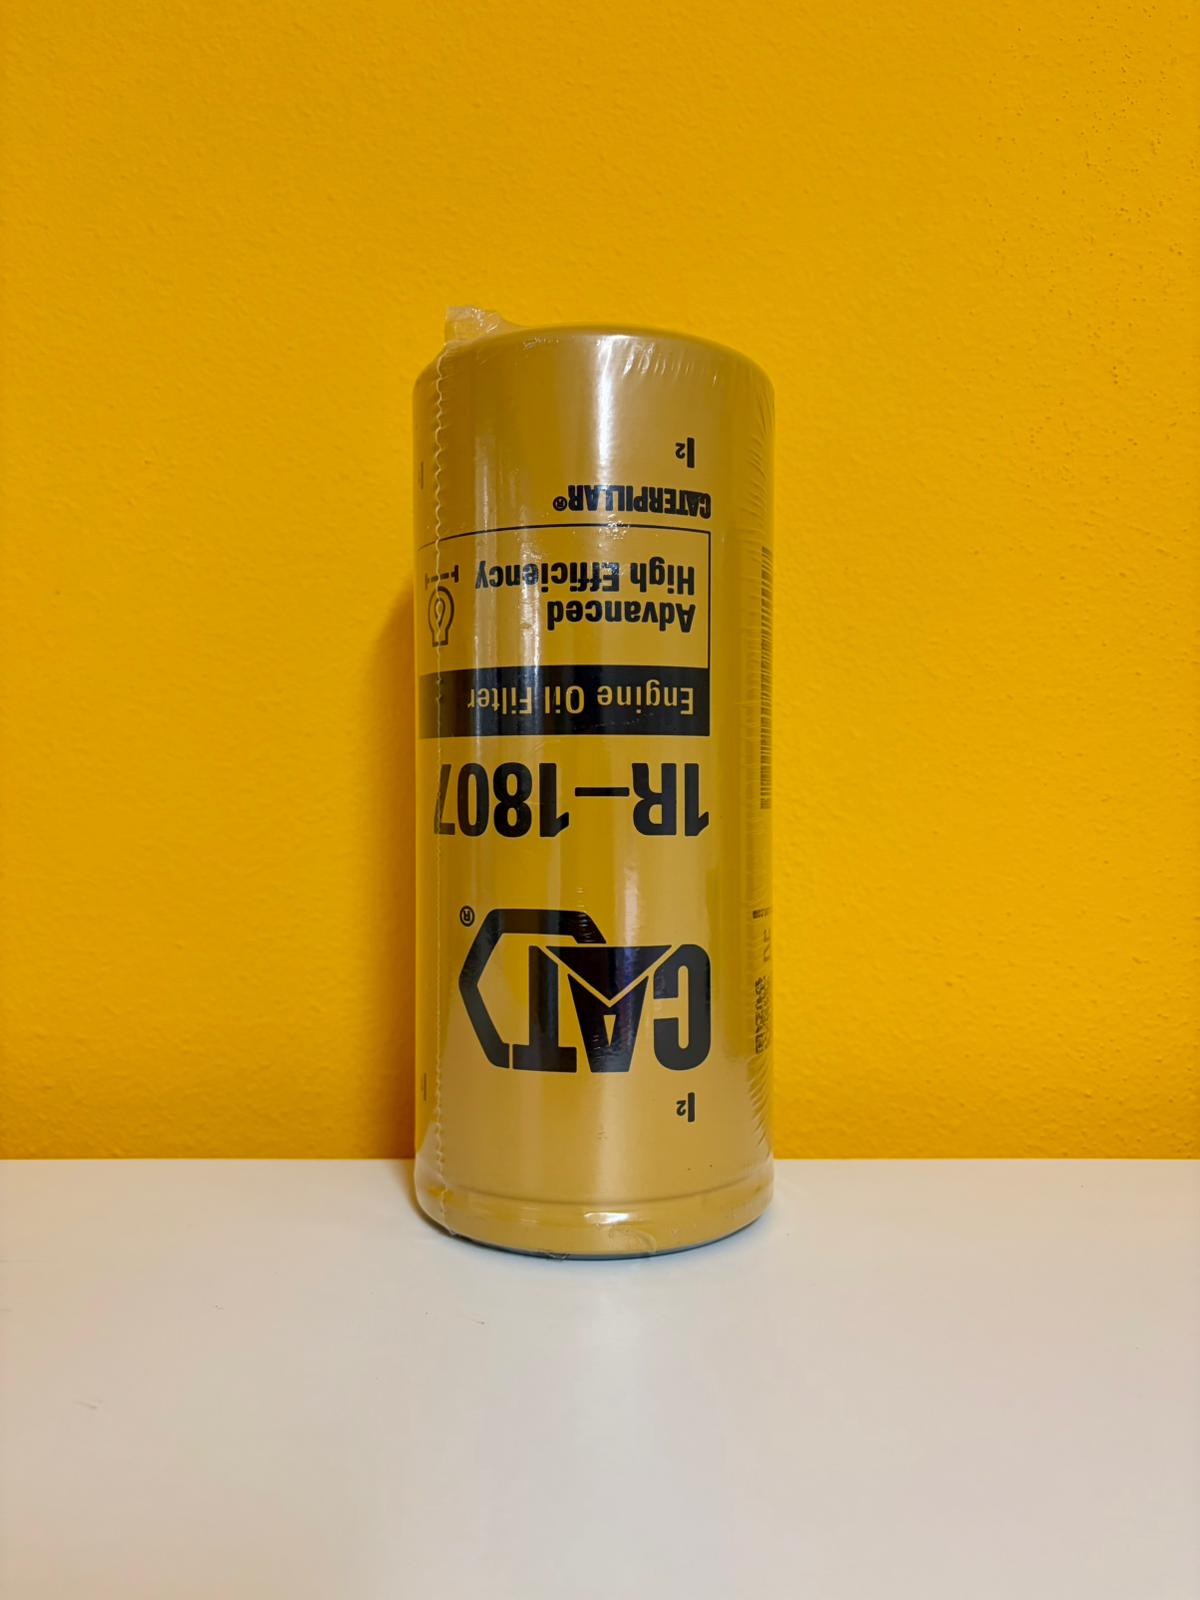 CAT®
1R-1807
Engine Oil Filter
Advanced
High Efficiency
CATERPILLAR®